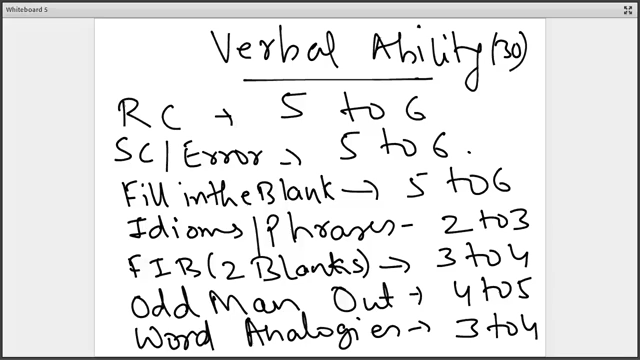 Whiteboard 5
Verbal Ability (30)
RC → 5 to 6
SC/Error → 5 to 6.
Fill in the Blank → 5 to 6
Idioms/Phrases - 2 to 3
FIB (2 Blanks) → 3 to 4
Odd Man Out → 4 to 5
Word Analogies → 3 to 4